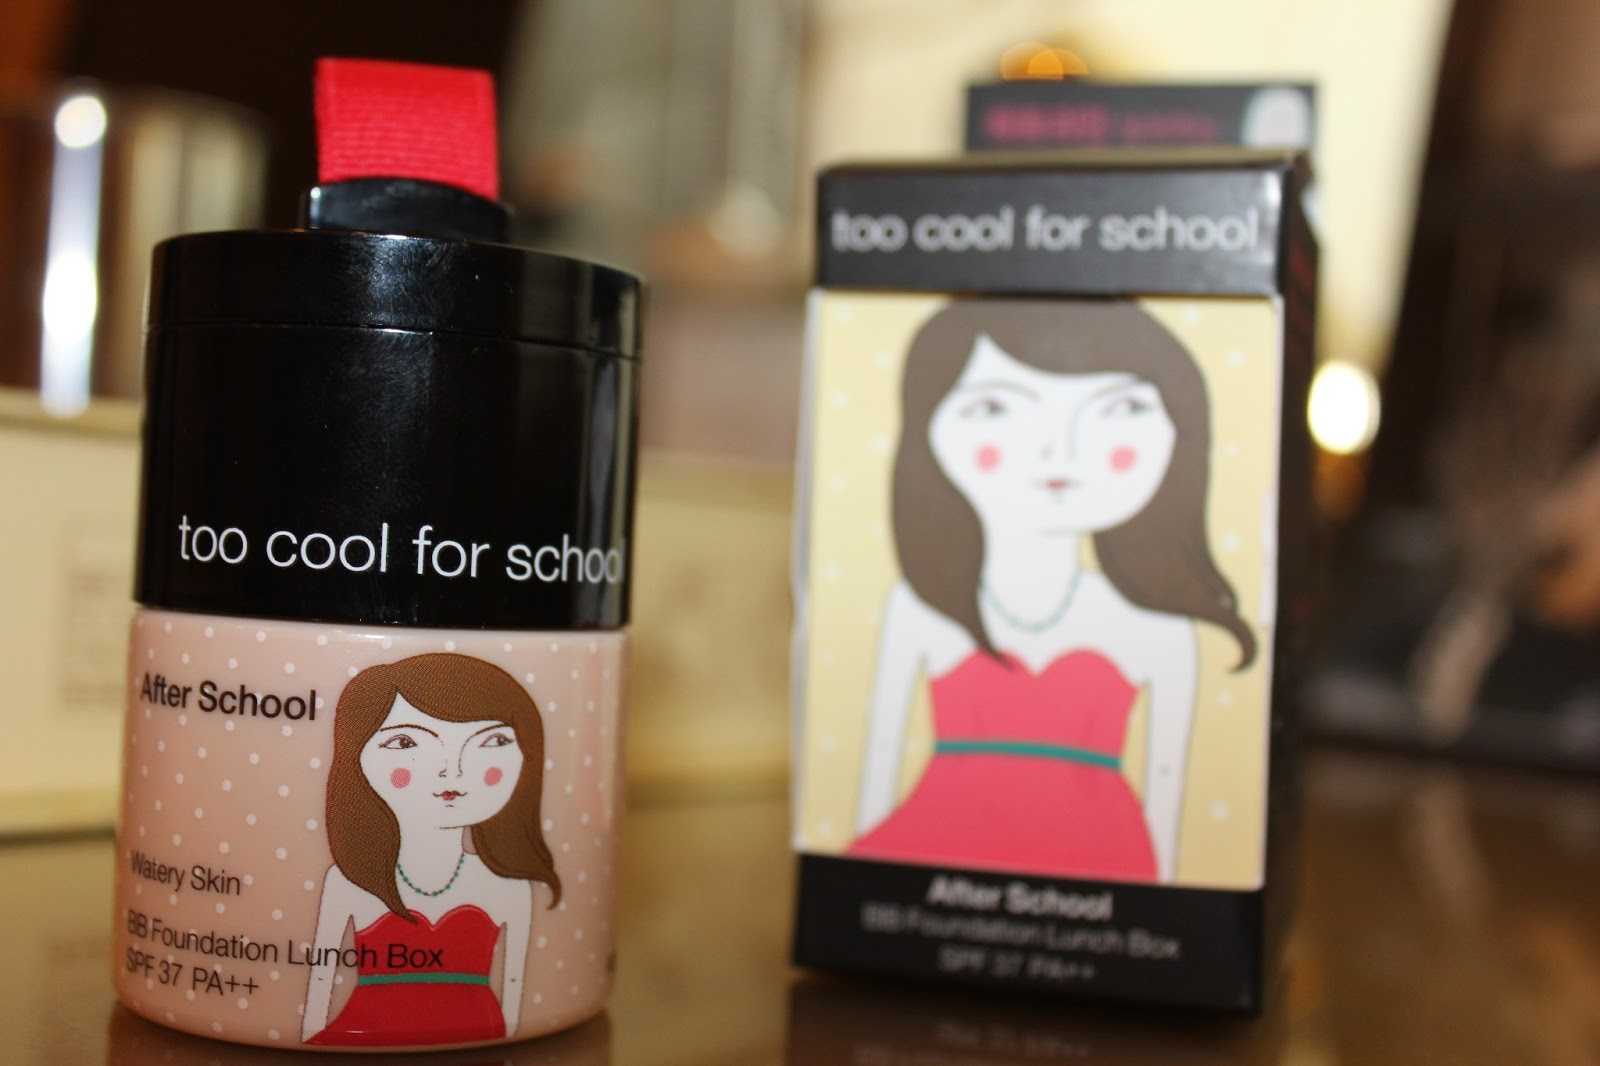 too cool for school
After School
Watery Skin
BB Foundation Lunch Box
SPF 37 PA++
too cool for school
After School
BB Foundation Lunch Box
SPF 37 PA++